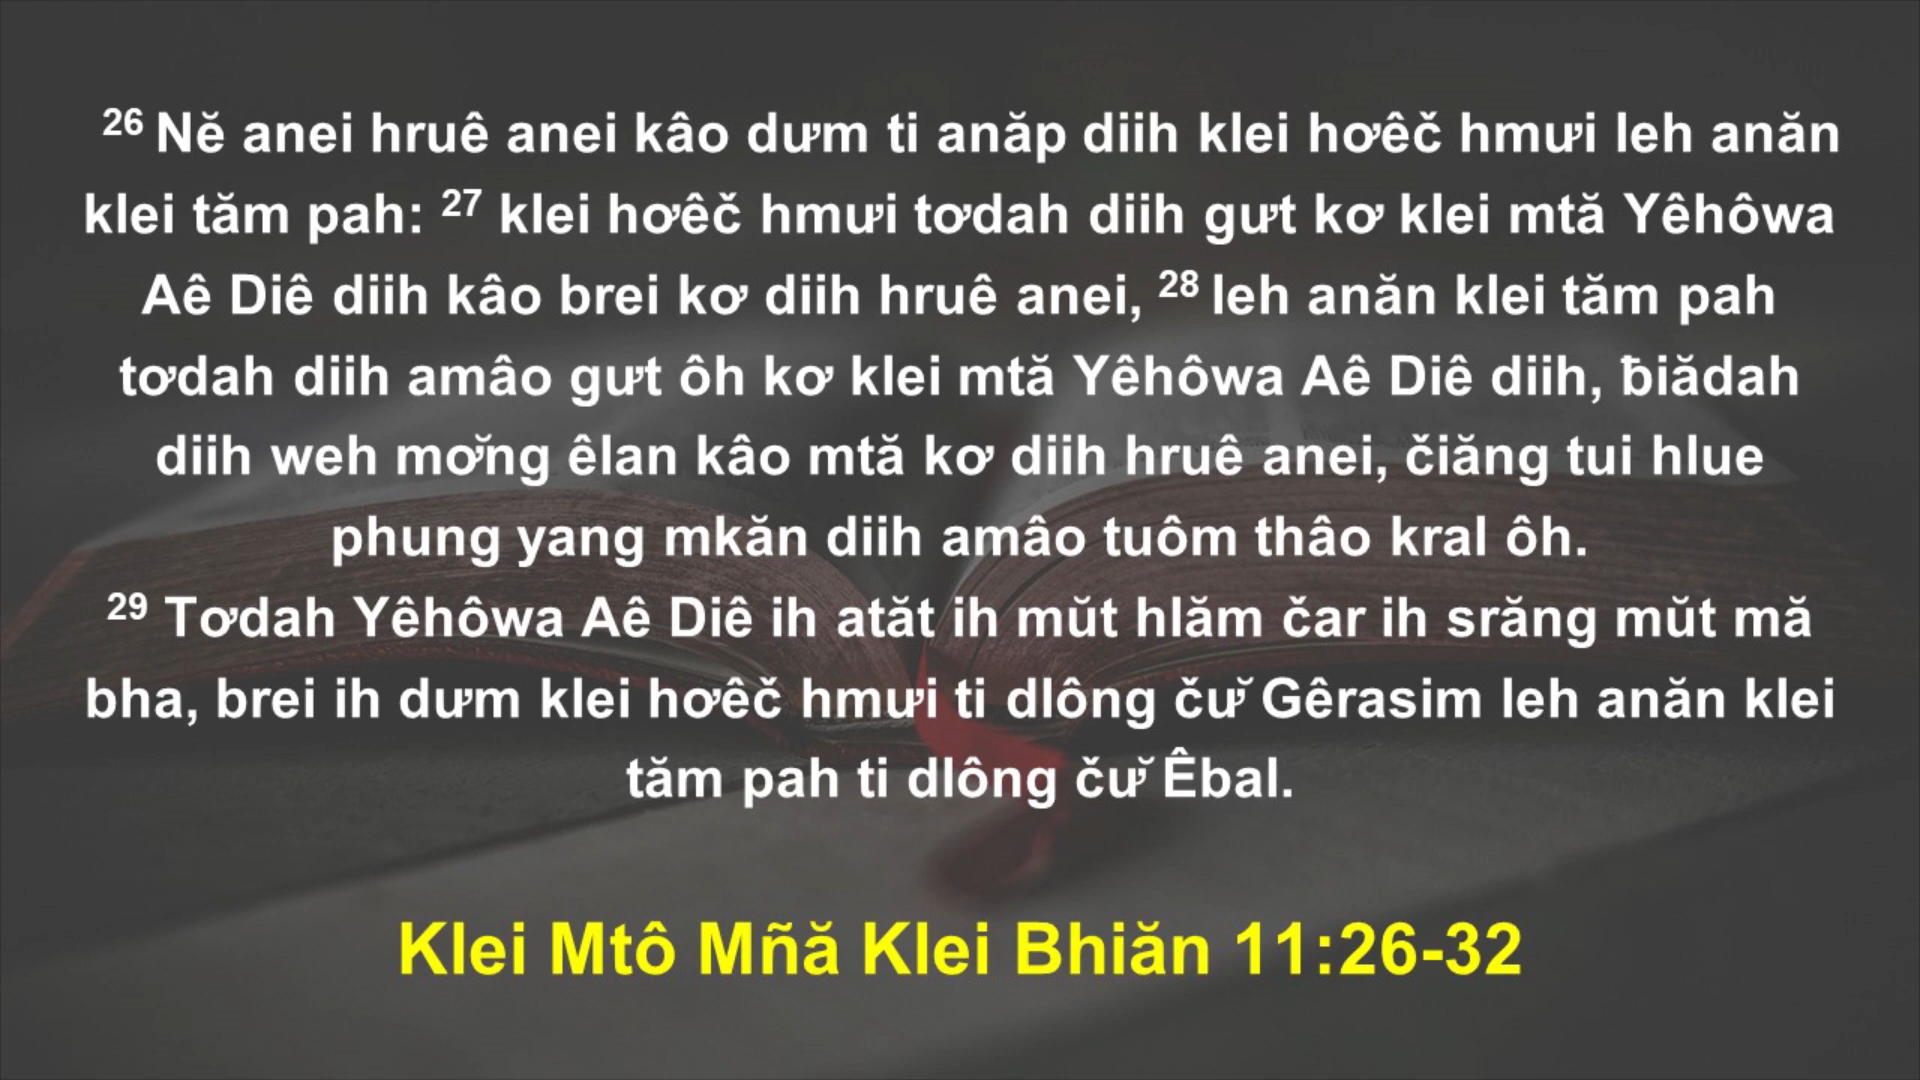 26 Nĕ anei hruê anei kâo dưm ti anăp diih klei hơêč hmưi leh anăn
klei tăm pah: 27 klei hơêč hmưi tơdah diih gưt kơ klei mtă Yêhôwa
Aê Diê diih kâo brei kơ diih hruê anei, 28 leh anăn klei tăm pah
tơdah diih amâo gưt ôh kơ klei mtă Yêhôwa Aê Diê diih, ƀiădah
diih weh mơ̆ng êlan kâo mtă kơ diih hruê anei, čiăng tui hlue
phung yang mkăn diih amâo tuôm thâo kral ôh.
29 Tơdah Yêhôwa Aê Diê ih atăt ih mŭt hlăm čar ih srăng mŭt mă
bha, brei ih dưm klei hơêč hmưi ti dlông čư̆ Gêrasim leh anăn klei
tăm pah ti dlông čư̆ Êbal.
Klei Mtô Mñă Klei Bhiăn 11:26-32